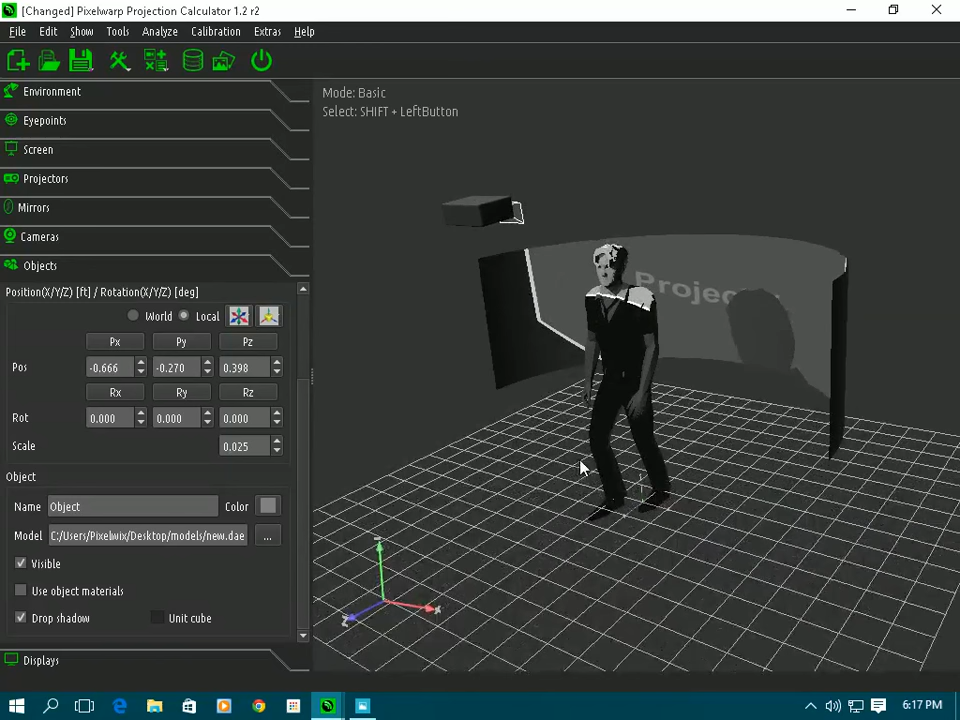 [Changed] Pixelwarp Projection Calculator 1.2 r2
File Edit Show Tools Analyze Calibration Extras Help
Environment
Eyepoints
Screen
Projectors
Mirrors
Cameras
Objects
Position(X/Y/Z) [ft] / Rotation(X/Y/Z) [deg]
World Local
Px Py Pz
Pos -0.666 -0.270 0.398
Rx Ry Rz
Rot 0.000 0.000 0.000
Scale 0.025
Object
Name Object Color
Model C:/Users/Pixelwix/Desktop/models/new.dae ...
Visible
Use object materials
Drop shadow Unit cube
Displays
Mode: Basic
Select: SHIFT + LeftButton
x
z
6:17 PM